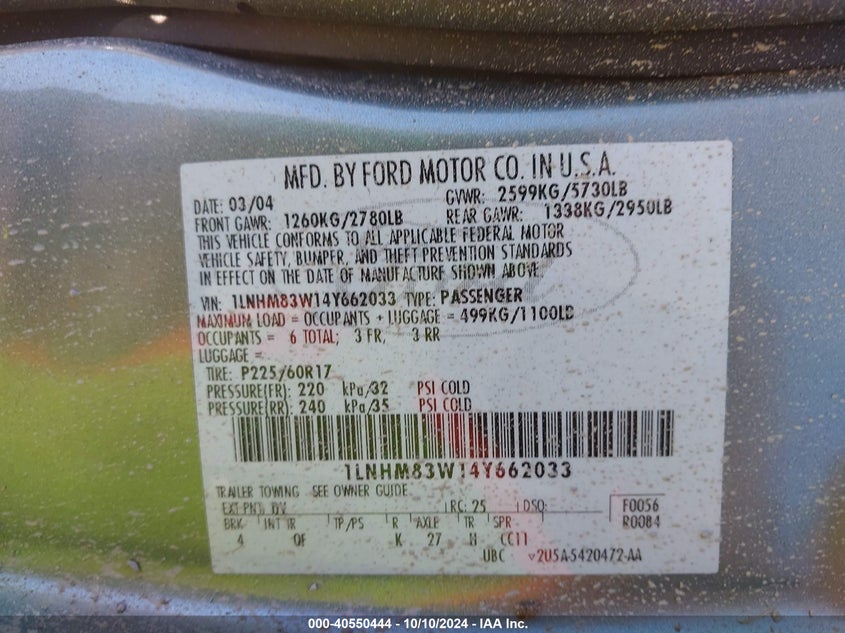 MFD. BY FORD MOTOR CO. IN U.S.A.
DATE: 03/04 GVWR: 2599KG/5730LB
FRONT GAWR: 1260KG/2780LB REAR GAWR: 1338KG/2950LB
THIS VEHICLE CONFORMS TO ALL APPLICABLE FEDERAL MOTOR
VEHICLE SAFETY, BUMPER, AND THEFT PREVENTION STANDARDS
IN EFFECT ON THE DATE OF MANUFACTURE SHOWN ABOVE.
VIN: 1LNHM83W14Y662033 TYPE: PASSENGER
MAXIMUM LOAD = OCCUPANTS + LUGGAGE = 499KG/1100LB
OCCUPANTS = 6 TOTAL; 3 FR, 3 RR
LUGGAGE =
TIRE: P225/60R17
PRESSURE(FR) 220 kPa/32 PSI COLD
PRESSURE(RR) 240 kPa/35 PSI COLD
1LNHM83W14Y662033
TRAILER TOWING SEE OWNER GUIDE
EXT PNT: RC: 25 DSO: F0056
BRK INT TR TP/PS R AXLE TR SPR R0084
4 K 27 CC11
UBC 2U5A-5420472-AA
000-40550444 - 10/10/2024 - IAA Inc.